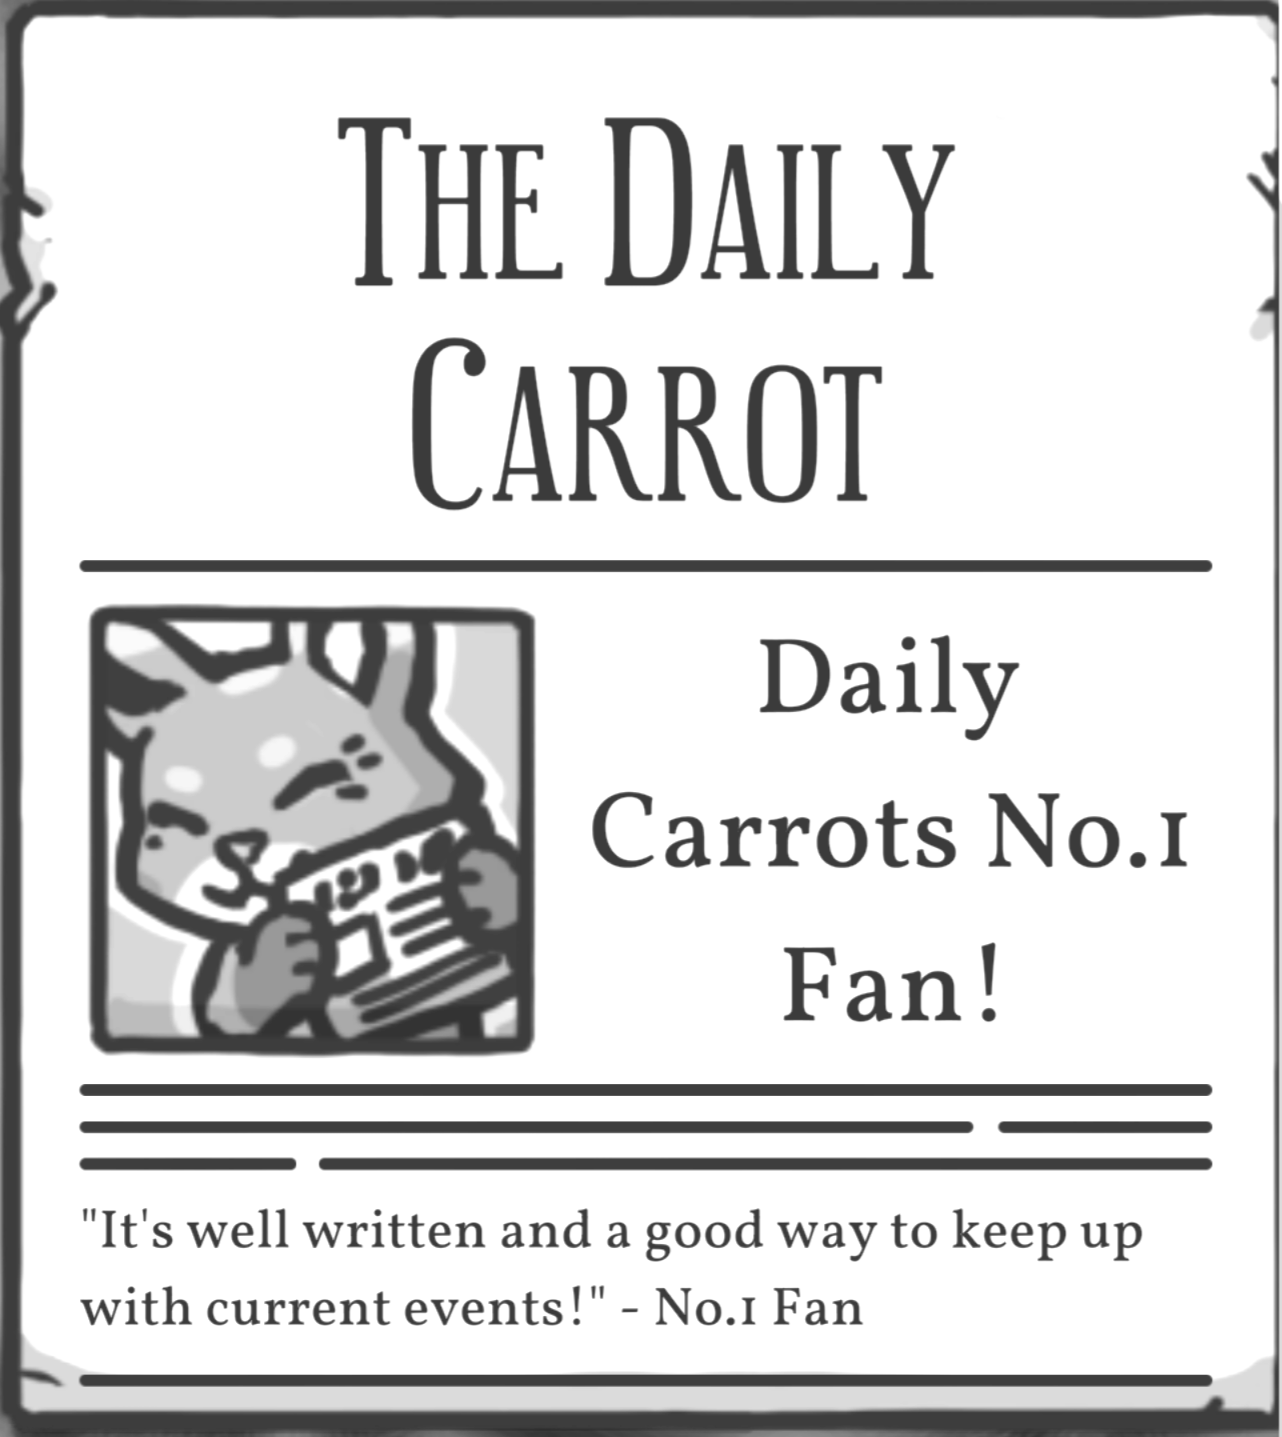 The Daily
Carrot
Daily
Carrots No.1
Fan!
"It's well written and a good way to keep up
with current events!" - No.1 Fan